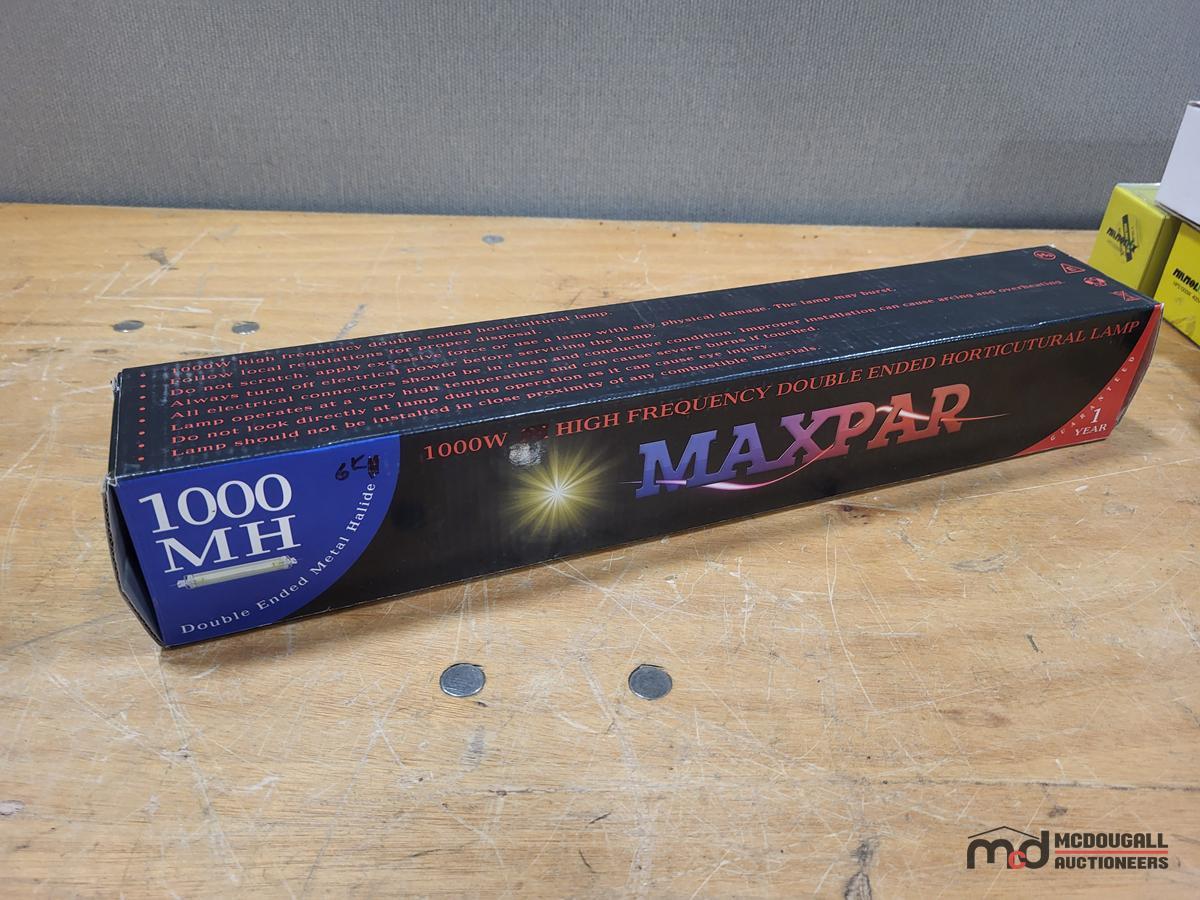 1000W High frequency double ended horticultural lamp.
local regulations for proper disposal.
Do not scratch, apply excess force or use a lamp with any physical damage. The lamp may burst.
Always turn off electrical power before servicing the lamp.
All electrical connectors should be in clean and undamaged condition. Improper installation can cause arcing and overheating.
Lamp operates at a very high temperature and can cause severe burns if touched.
Do not look directly at lamp during operation as it can cause eye injury.
Lamp should not be installed in close proximity of any combustible materials.
1000W HIGH FREQUENCY DOUBLE ENDED HORTICUTURAL LAMP
MAXPAR
1000
MH
6K
Double Ended Metal Halide
GUARANTEED
1
YEAR
mcd MCDOUGALL
AUCTIONEERS